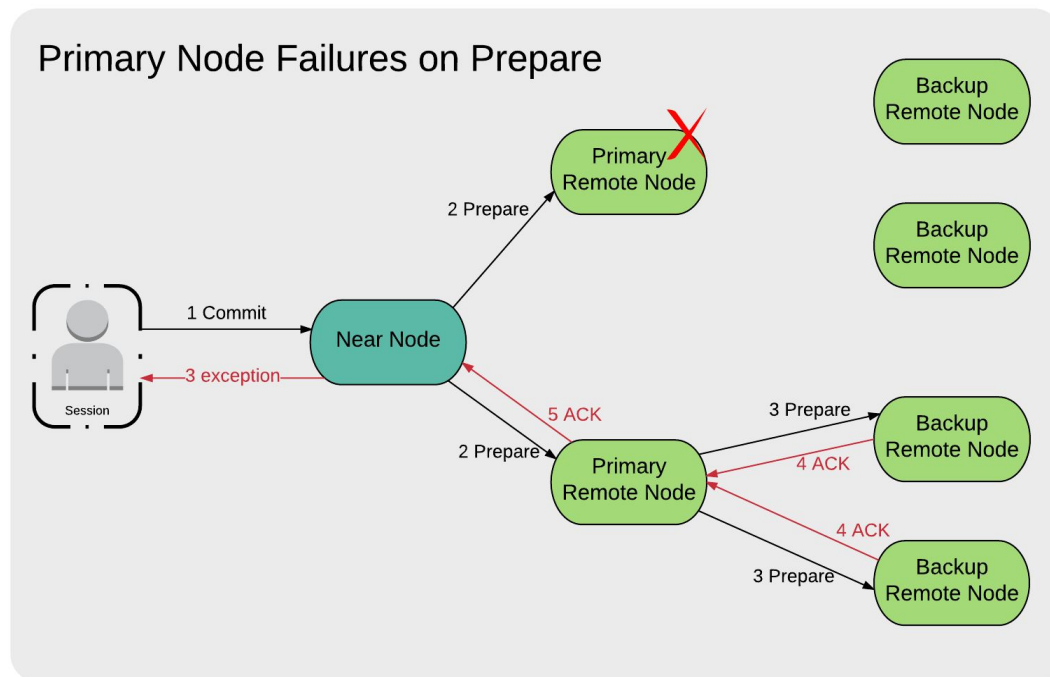 Primary Node Failures on Prepare
Backup
Remote Node
Primary
Remote Node
2 Prepare
Backup
Remote Node
1 Commit
Near Node
3 exception
Session
5 ACK
2 Prepare
Primary
Remote Node
3 Prepare
Backup
Remote Node
4 ACK
4 ACK
3 Prepare
Backup
Remote Node